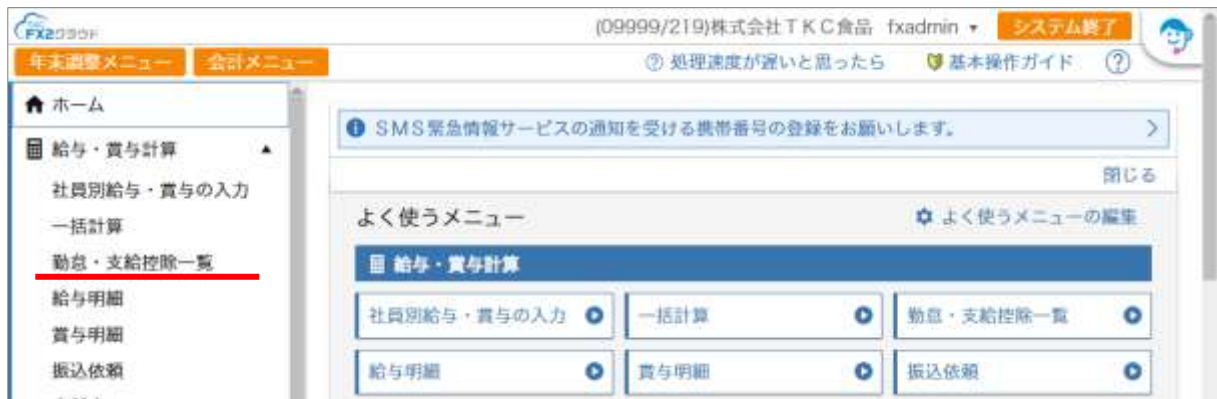 FX2クラウド
(09999/219)株式会社TKC食品 fxadmin ▾ システム終了
年末調整メニュー 会計メニュー
処理速度が遅いと思ったら 基本操作ガイド ?
ホーム
SMS緊急情報サービスの通知を受ける携帯番号の登録をお願いします。
給与・賞与計算
閉じる
社員別給与・賞与の入力
よく使うメニュー よく使うメニューの編集
一括計算
勤怠・支給控除一覧
給与・賞与計算
給与明細
社員別給与・賞与の入力 一括計算 勤怠・支給控除一覧
賞与明細
振込依頼
給与明細 賞与明細 振込依頼